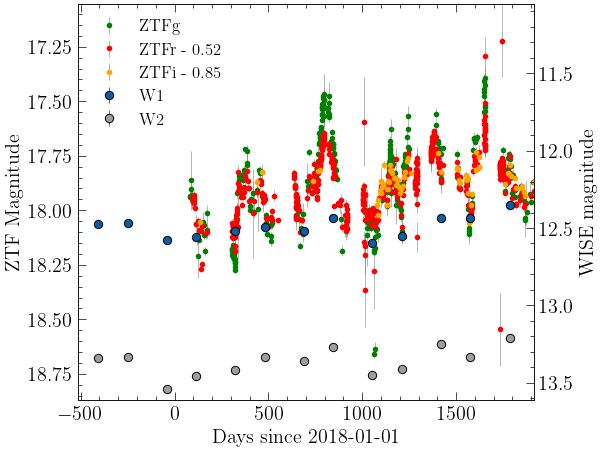 ZTFg
ZTFr - 0.52
ZTFi - 0.85
W1
W2
ZTF Magnitude
17.25
17.50
17.75
18.00
18.25
18.50
18.75
WISE magnitude
11.5
12.0
12.5
13.0
13.5
−500
0
500
1000
1500
Days since 2018-01-01